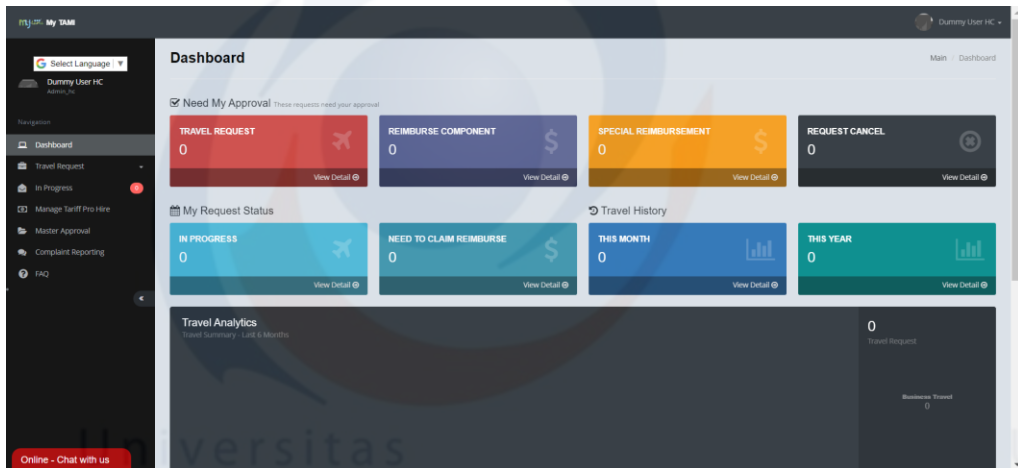 My TAMI
Dummy User HC
Select Language
Dummy User HC
Admin_hc
Navigation
Dashboard
Travel Request
In Progress 0
Manage Tariff Pro Hire
Master Approval
Complaint Reporting
FAQ
Online - Chat with us
Dashboard
Main / Dashboard
Need My Approval These requests need your approval
TRAVEL REQUEST
0
View Detail
REIMBURSE COMPONENT
0
View Detail
SPECIAL REIMBURSEMENT
0
View Detail
REQUEST CANCEL
0
View Detail
My Request Status
IN PROGRESS
0
View Detail
NEED TO CLAIM REIMBURSE
0
View Detail
Travel History
THIS MONTH
0
View Detail
THIS YEAR
0
View Detail
Travel Analytics
Travel Summary - Last 6 Months
0
Travel Request
Business Travel
0
Universitas